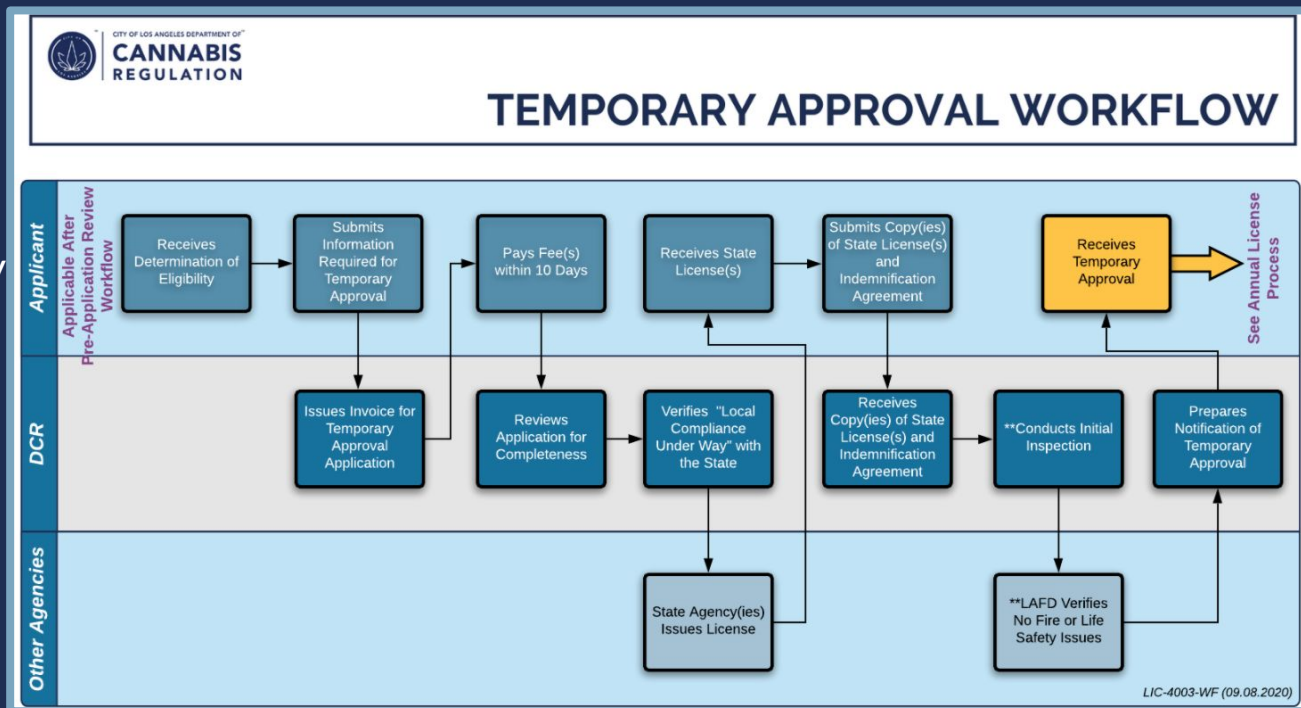 CITY OF LOS ANGELES DEPARTMENT OF
CANNABIS
REGULATION
TEMPORARY APPROVAL WORKFLOW
Applicant
Applicable After
Pre-Application Review
Workflow
Receives
Determination of
Eligibility
Submits
Information
Required for
Temporary
Approval
Pays Fee(s)
within 10 Days
Receives State
License(s)
Submits Copy(ies)
of State License(s)
and
Indemnification
Agreement
Receives
Temporary
Approval
See Annual License
Process
DCR
Issues Invoice for
Temporary
Approval
Application
Reviews
Application for
Completeness
Verifies "Local
Compliance
Under Way" with
the State
Receives
Copy(ies) of State
License(s) and
Indemnification
Agreement
**Conducts Initial
Inspection
Prepares
Notification of
Temporary
Approval
Other Agencies
State Agency(ies)
Issues License
**LAFD Verifies
No Fire or Life
Safety Issues
LIC-4003-WF (09.08.2020)